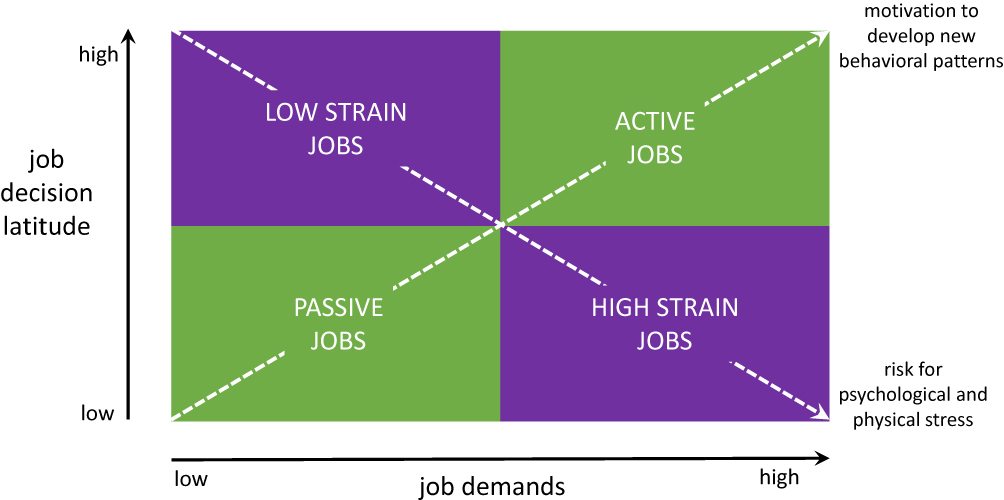 motivation to
develop new
behavioral patterns
high
LOW STRAIN
JOBS
ACTIVE
JOBS
job
decision
latitude
PASSIVE
JOBS
HIGH STRAIN
JOBS
risk for
psychological and
physical stress
low
low
job demands
high